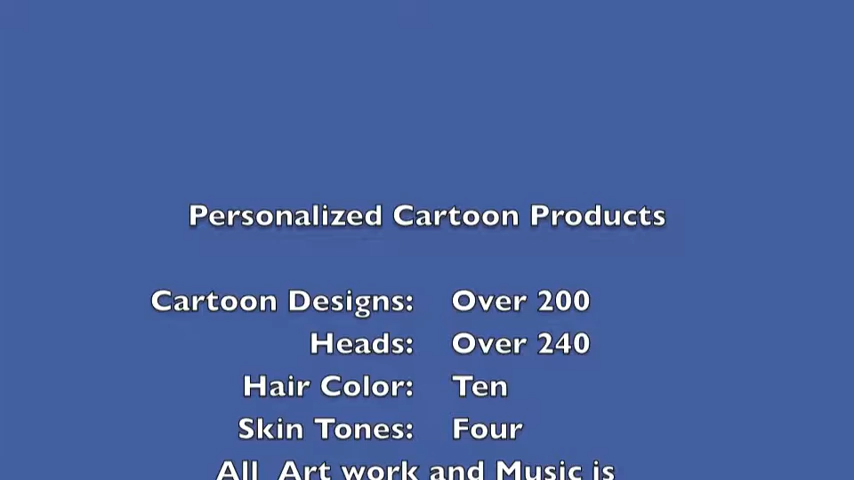 Personalized Cartoon Products
Cartoon Designs: Over 200
Heads: Over 240
Hair Color: Ten
Skin Tones: Four
All Art work and Music is